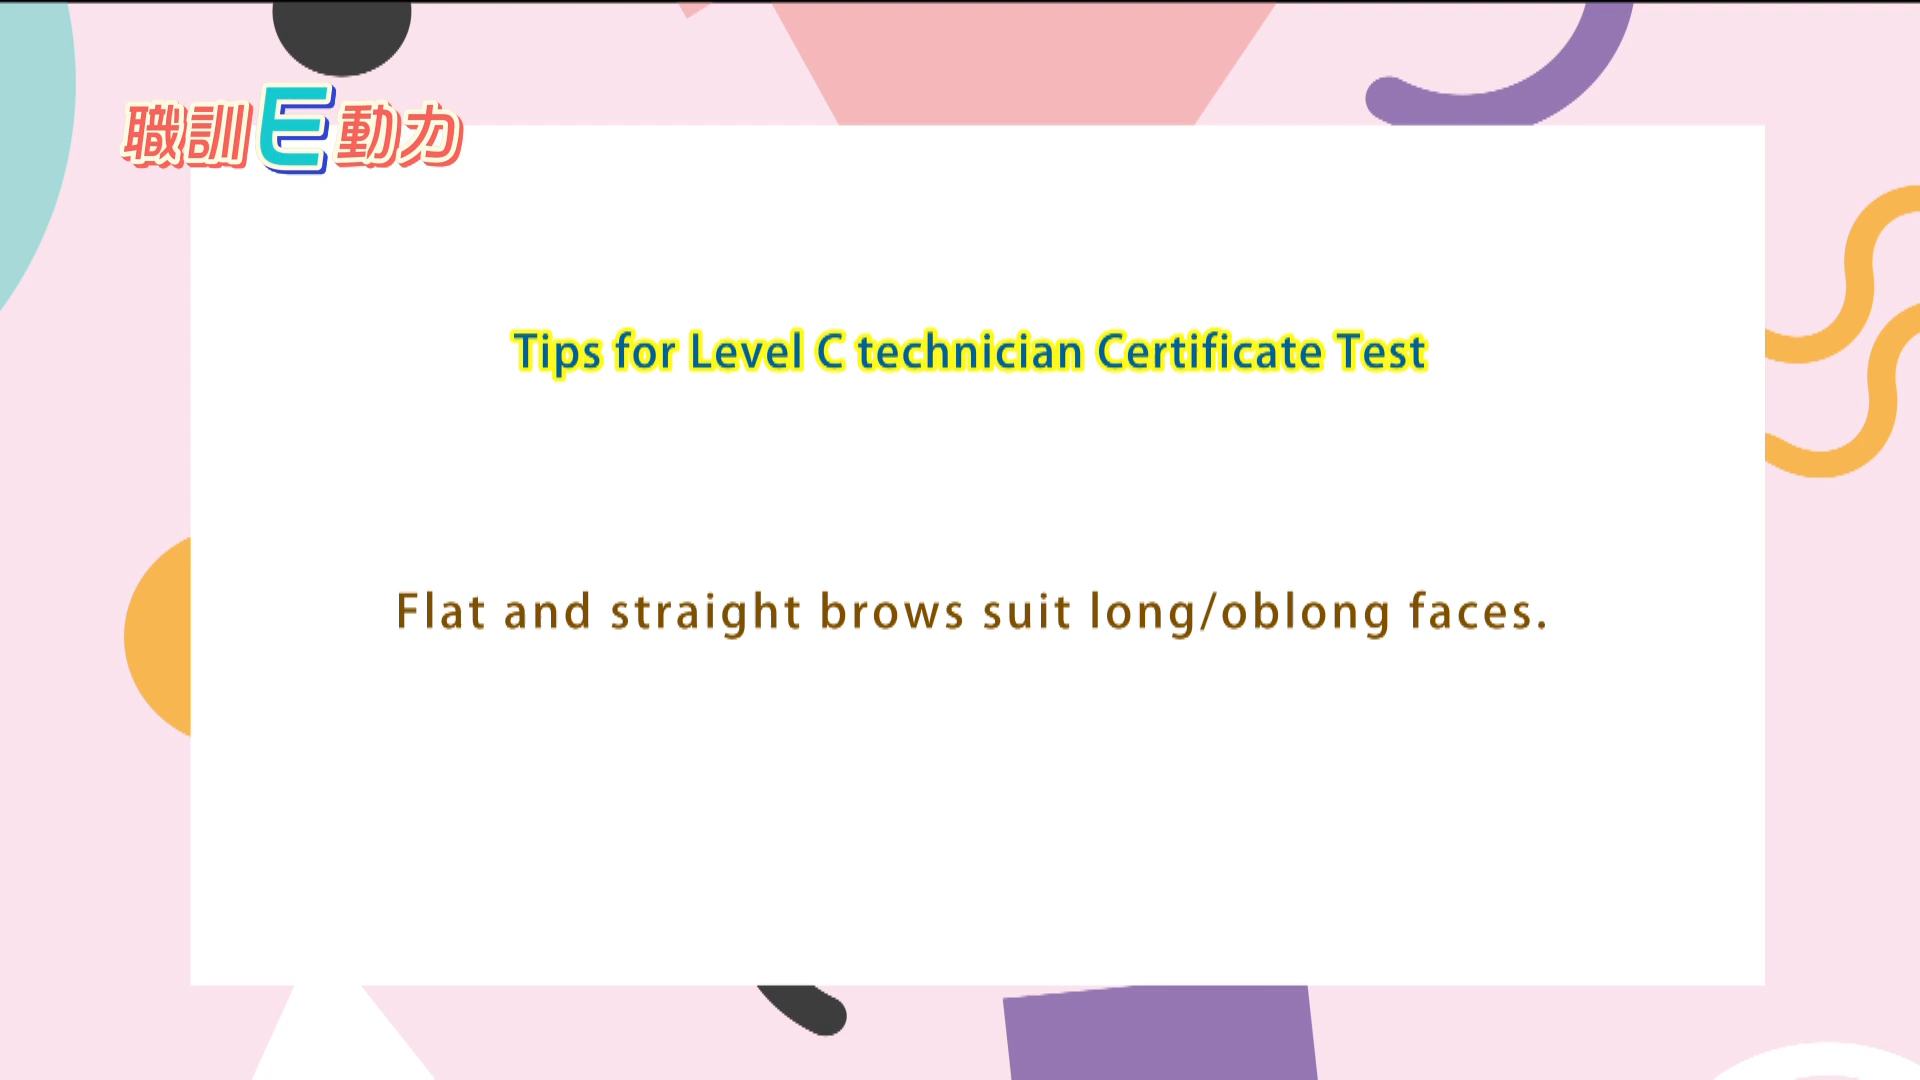 職訓E動力
Tips for Level C technician Certificate Test
Flat and straight brows suit long/oblong faces.